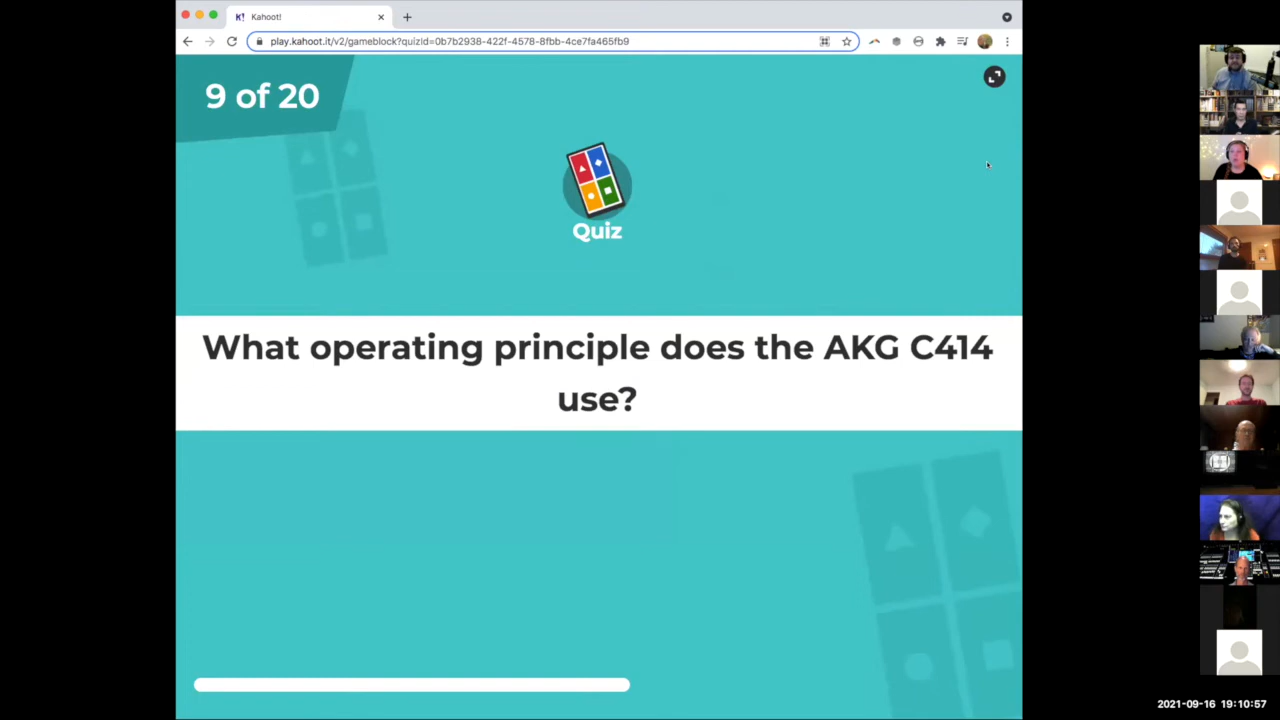 Kahoot!
play.kahoot.it/v2/gameblock?quizId=0b7b2938-422f-4578-8fbb-4ce7fa465fb9
9 of 20
Quiz
What operating principle does the AKG C414
use?
2021-09-16 19:10:57